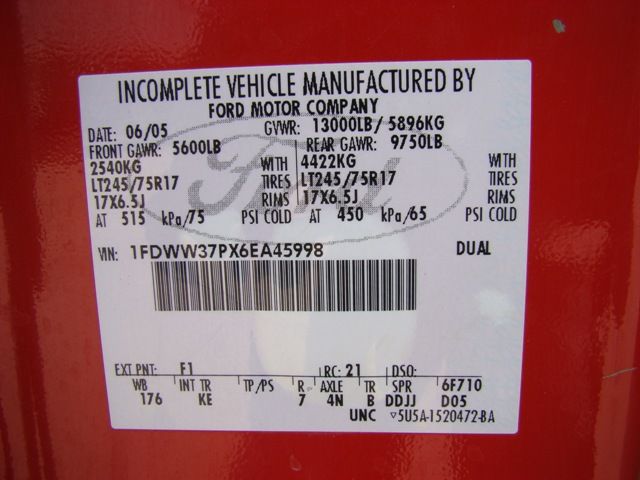 INCOMPLETE VEHICLE MANUFACTURED BY
FORD MOTOR COMPANY
DATE: 06/05 GVWR: 13000LB/ 5896KG
FRONT GAWR: 5600LB REAR GAWR: 9750LB
2540KG WITH 4422KG WITH
LT245/75R17 TIRES LT245/75R17 TIRES
17X6.5J RIMS 17X6.5J RIMS
AT 515 kPa/75 PSI COLD AT 450 kPa/65 PSI COLD
Ford
VIN: 1FDWW37PX6EA45998 DUAL
EXT PNT: F1 RC: 21 DSO:
WB INT TR TP/PS R AXLE TR SPR 6F710
176 KE 7 4N B DDJJ D05
UNC ▽5U5A-1520472-BA